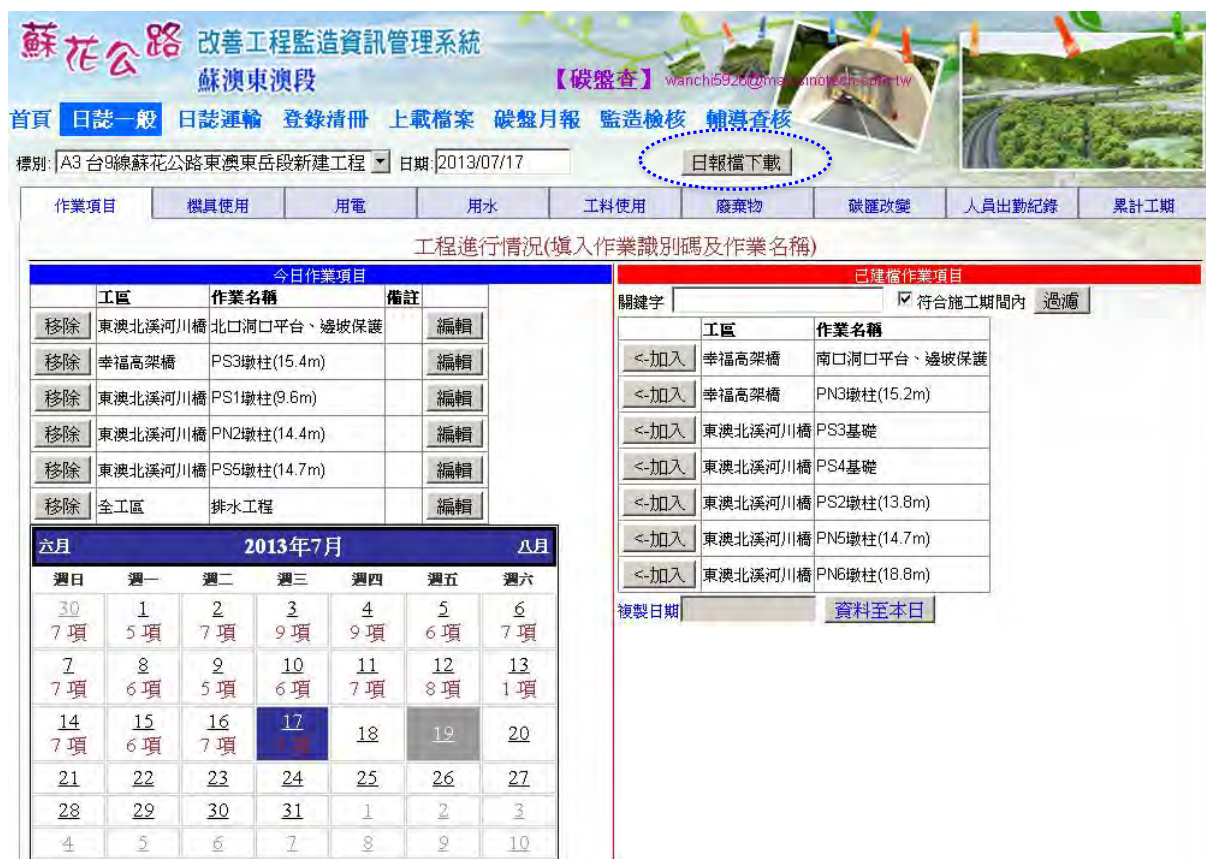 蘇花公路 改善工程監造資訊管理系統
蘇澳東澳段
【碳盤查】 wanchi5926@mail.sinotech.com.tw
首頁 日誌一般 日誌運輸 登錄清冊 上載檔案 碳盤月報 監造檢核 輔導查核
標別: A3 台9線蘇花公路東澳東岳段新建工程 日期: 2013/07/17 日報檔下載
作業項目 機具使用 用電 用水 工料使用 廢棄物 碳匯改變 人員出勤紀錄 累計工期
工程進行情況(填入作業識別碼及作業名稱)
今日作業項目
工區 作業名稱 備註
移除 東澳北溪河川橋 北口洞口平台、邊坡保護 編輯
移除 幸福高架橋 PS3墩柱(15.4m) 編輯
移除 東澳北溪河川橋 PS1墩柱(9.6m) 編輯
移除 東澳北溪河川橋 PN2墩柱(14.4m) 編輯
移除 東澳北溪河川橋 PS5墩柱(14.7m) 編輯
移除 全工區 排水工程 編輯
六月 2013年7月 八月
週日 週一 週二 週三 週四 週五 週六
30 1 2 3 4 5 6
7 項 5 項 7 項 9 項 9 項 6 項 7 項
7 8 9 10 11 12 13
7 項 6 項 5 項 6 項 7 項 8 項 1 項
14 15 16 17 18 19 20
7 項 6 項 7 項 項
21 22 23 24 25 26 27
28 29 30 31 1 2 3
4 5 6 7 8 9 10
已建檔作業項目
關鍵字 符合施工期間內 過濾
工區 作業名稱
<-加入 幸福高架橋 南口洞口平台、邊坡保護
<-加入 幸福高架橋 PN3墩柱(15.2m)
<-加入 東澳北溪河川橋 PS3基礎
<-加入 東澳北溪河川橋 PS4基礎
<-加入 東澳北溪河川橋 PS2墩柱(13.8m)
<-加入 東澳北溪河川橋 PN5墩柱(14.7m)
<-加入 東澳北溪河川橋 PN6墩柱(18.8m)
複製日期 資料至本日